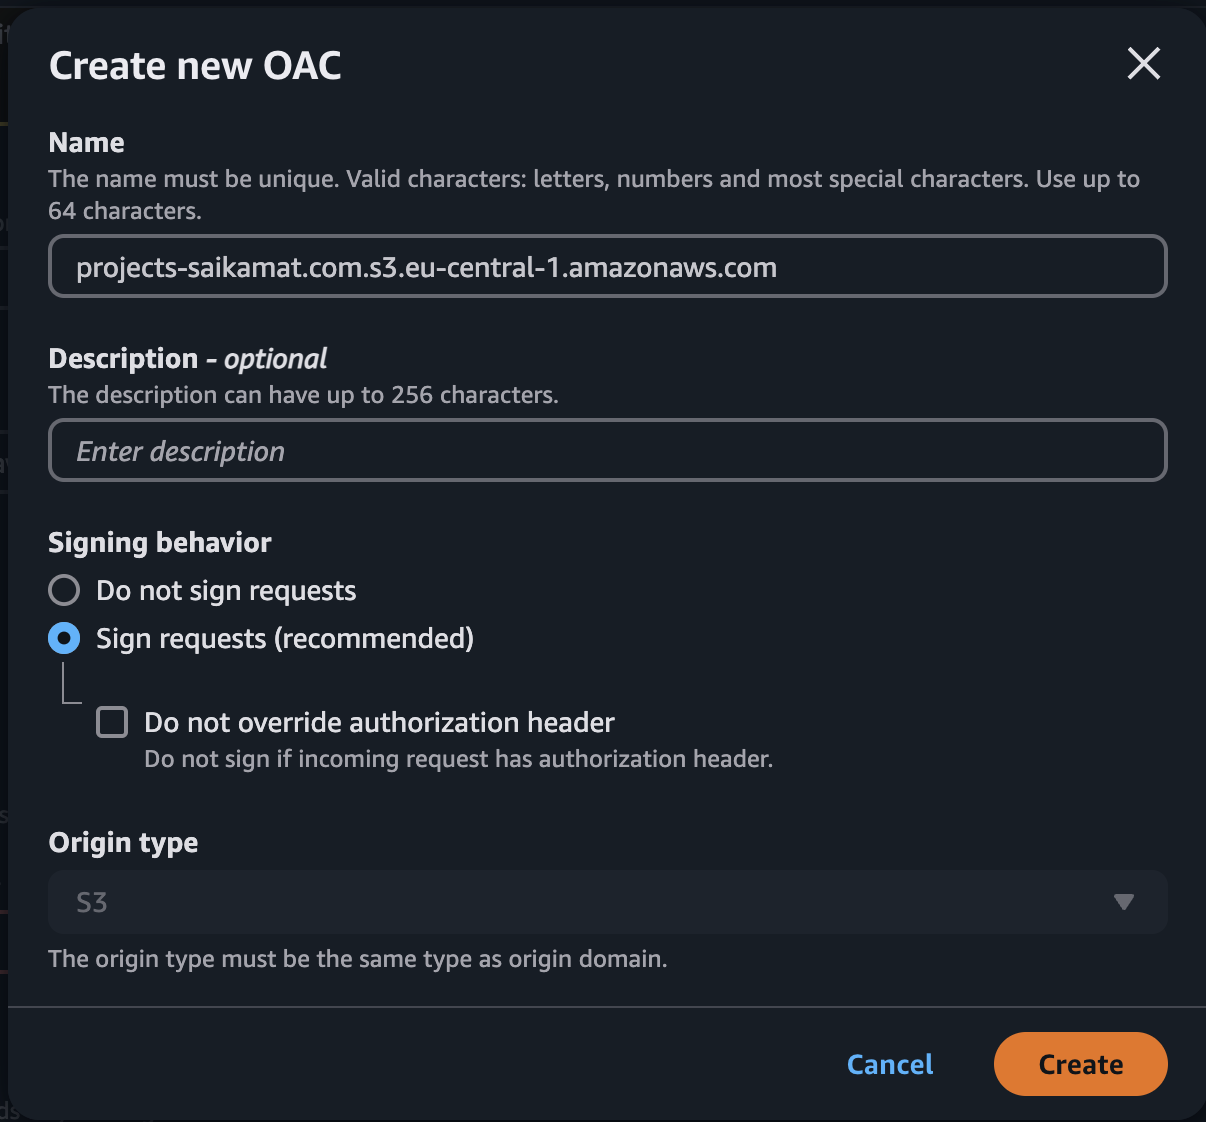 Create new OAC
Name
The name must be unique. Valid characters: letters, numbers and most special characters. Use up to
64 characters.
projects-saikamat.com.s3.eu-central-1.amazonaws.com
Description - optional
The description can have up to 256 characters.
Enter description
Signing behavior
Do not sign requests
Sign requests (recommended)
Do not override authorization header
Do not sign if incoming request has authorization header.
Origin type
S3
The origin type must be the same type as origin domain.
Cancel
Create